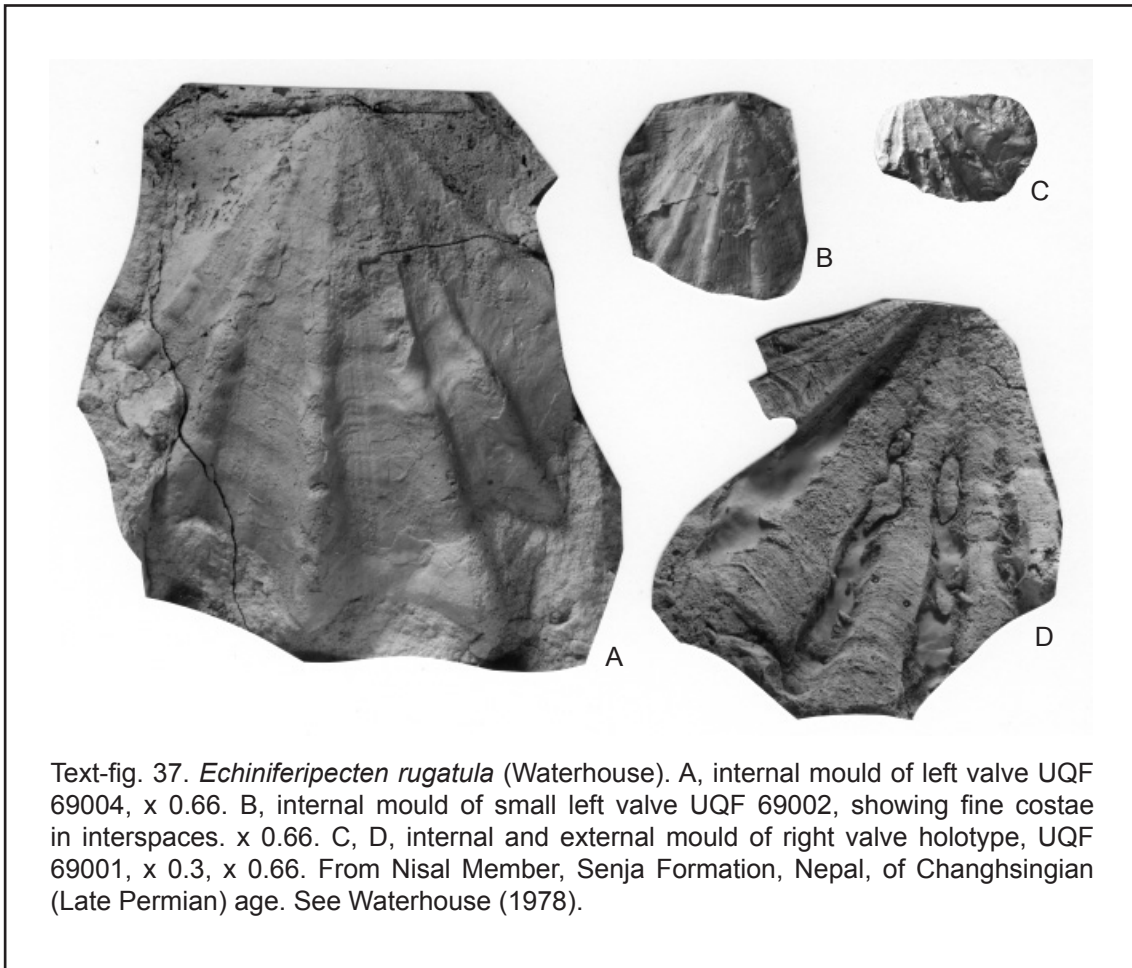 A
B
C
D
Text-fig. 37. Echiniferipecten rugatula (Waterhouse). A, internal mould of left valve UQF
69004, x 0.66. B, internal mould of small left valve UQF 69002, showing fine costae
in interspaces. x 0.66. C, D, internal and external mould of right valve holotype, UQF
69001, x 0.3, x 0.66. From Nisal Member, Senja Formation, Nepal, of Changhsingian
(Late Permian) age. See Waterhouse (1978).